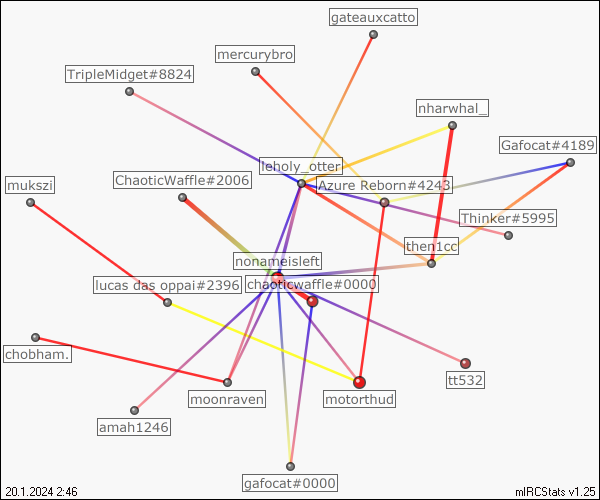 gateauxcatto
mercurybro
TripleMidget#8824
nharwhal_
Gafocat#4189
leholy_otter
ChaoticWaffle#2006
Azure Reborn#4243
mukszi
Thinker#5995
then1cc
nonameisleft
lucas das oppai#2396
chaoticwaffle#0000
chobham.
tt532
moonraven
motorthud
amah1246
gafocat#0000
20.1.2024 2:46
mIRCStats v1.25